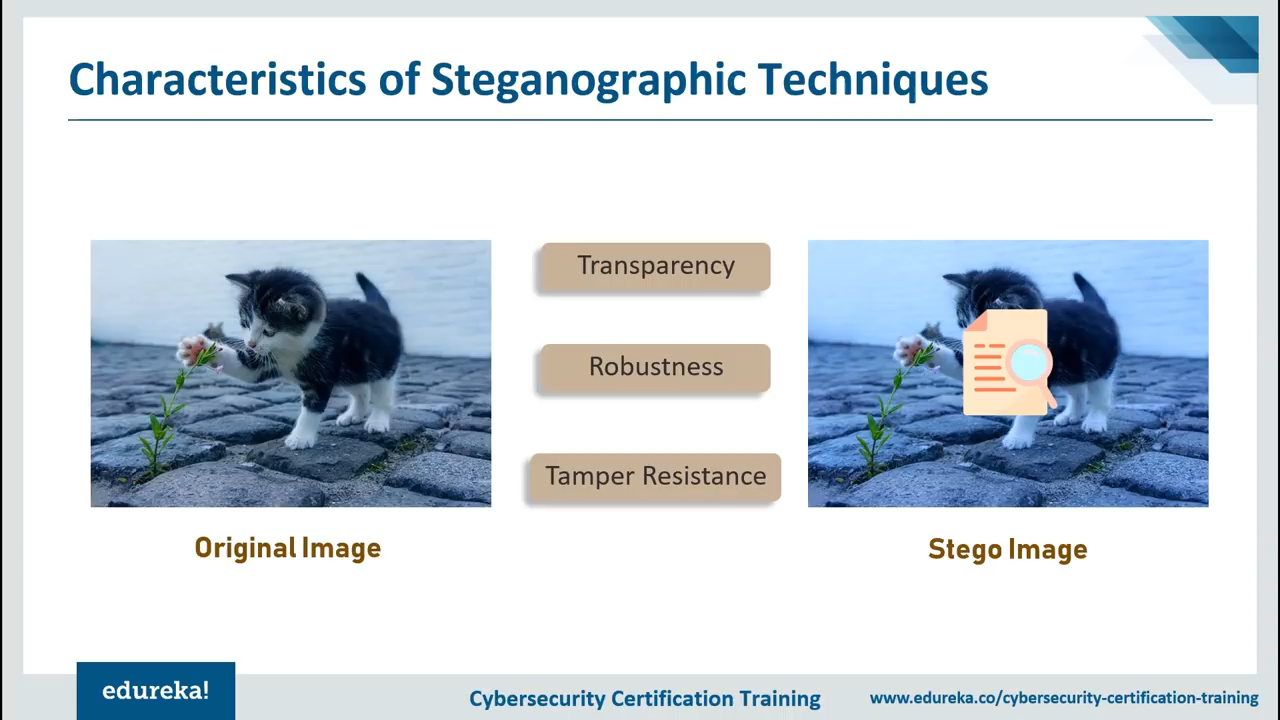 Characteristics of Steganographic Techniques
Transparency
Robustness
Tamper Resistance
Original Image
Stego Image
edureka!
Cybersecurity Certification Training
www.edureka.co/cybersecurity-certification-training